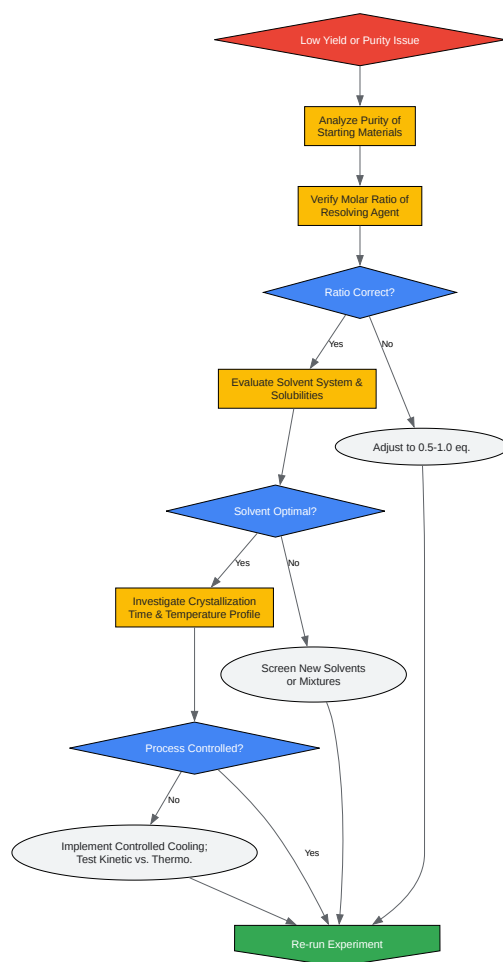 Low Yield or Purity Issue
Analyze Purity of
Starting Materials
Verify Molar Ratio of
Resolving Agent
Ratio Correct?
Yes
No
Evaluate Solvent System &
Solubilities
Adjust to 0.5-1.0 eq.
Solvent Optimal?
Yes
No
Investigate Crystallization
Time & Temperature Profile
Screen New Solvents
or Mixtures
Process Controlled?
No
Yes
Implement Controlled Cooling;
Test Kinetic vs. Thermo.
Re-run Experiment